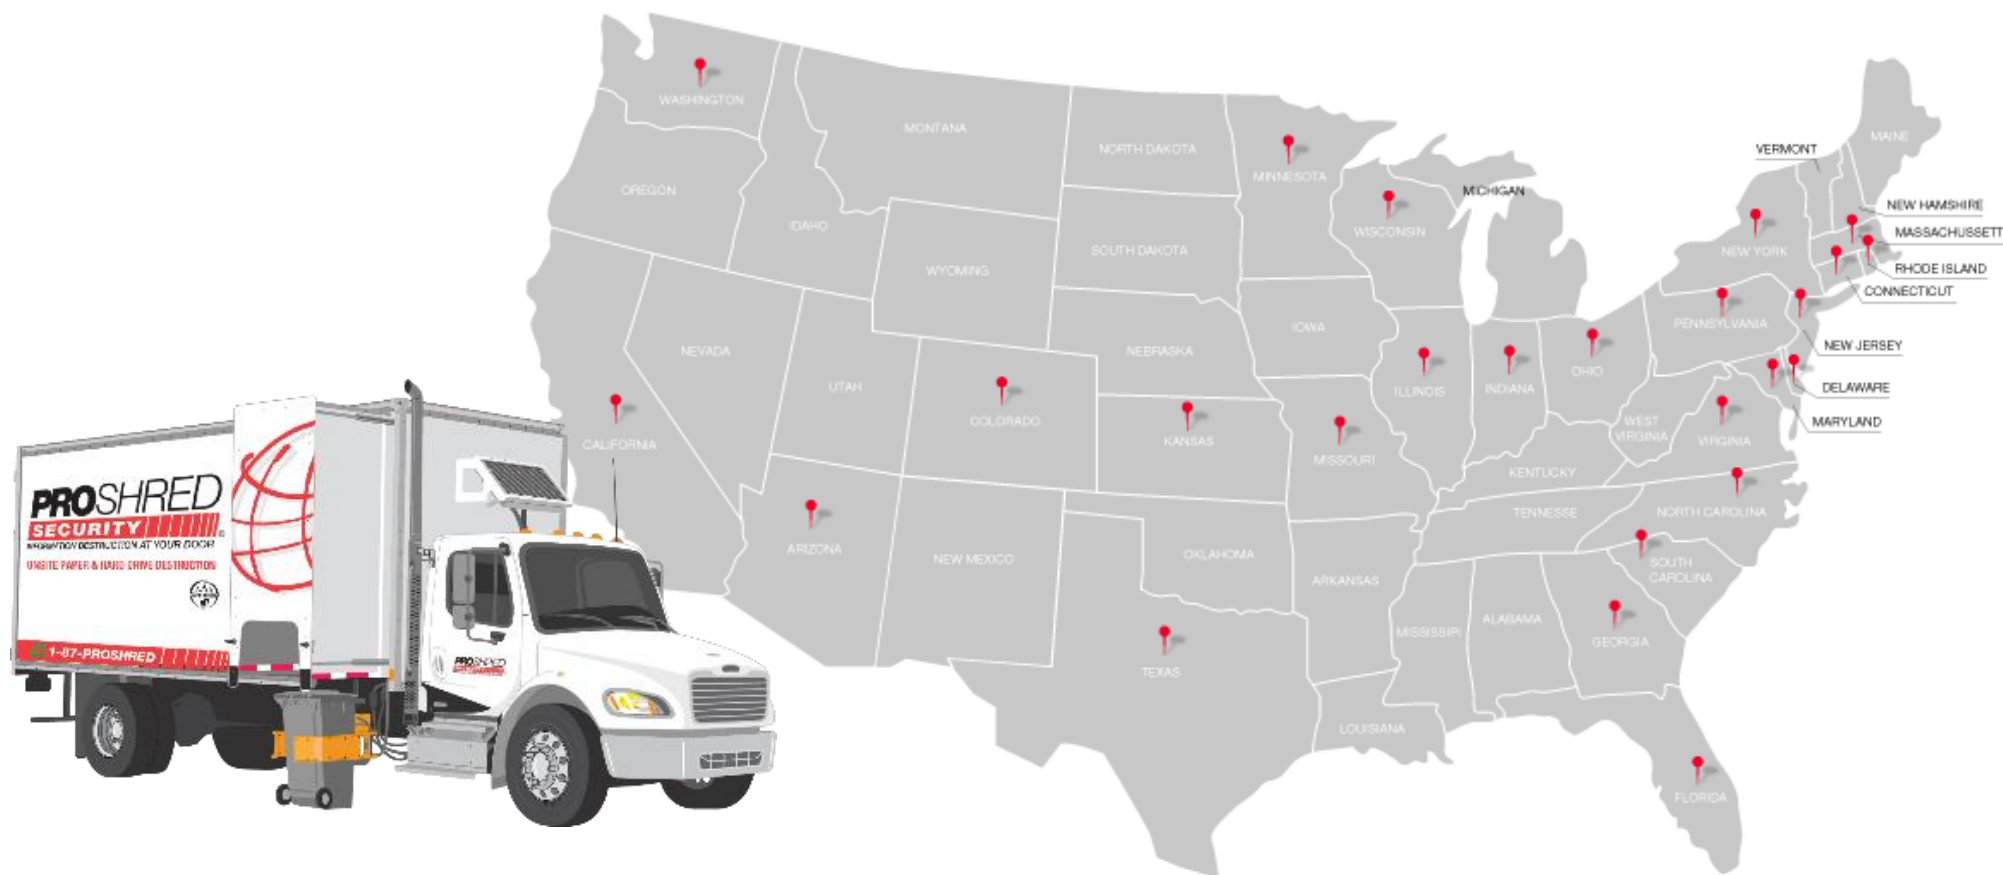 WASHINGTON
MONTANA
NORTH DAKOTA
MINNESOTA
MAINE
VERMONT
OREGON
IDAHO
MICHIGAN
WISCONSIN
NEW HAMSHIRE
SOUTH DAKOTA
WYOMING
NEW YORK
MASSACHUSSETT
RHODE ISLAND
CONNECTICUT
IOWA
PENNSYLVANIA
NEVADA
NEBRASKA
NEW JERSEY
UTAH
ILLINOIS
INDIANA
OHIO
DELAWARE
COLORADO
WEST
VIRGINIA
MARYLAND
CALIFORNIA
KANSAS
VIRGINIA
MISSOURI
KENTUCKY
TENNESSE
NORTH CAROLINA
ARIZONA
NEW MEXICO
OKLAHOMA
SOUTH
CAROLINA
ARKANSAS
MISSISSIPI
ALABAMA
GEORGIA
TEXAS
LOUISIANA
FLORIDA
PROSHRED
SECURITY
®
INFORMATION DESTRUCTION AT YOUR DOOR
ONSITE PAPER & HARD DRIVE DESTRUCTION
1-87-PROSHRED
PROSHRED